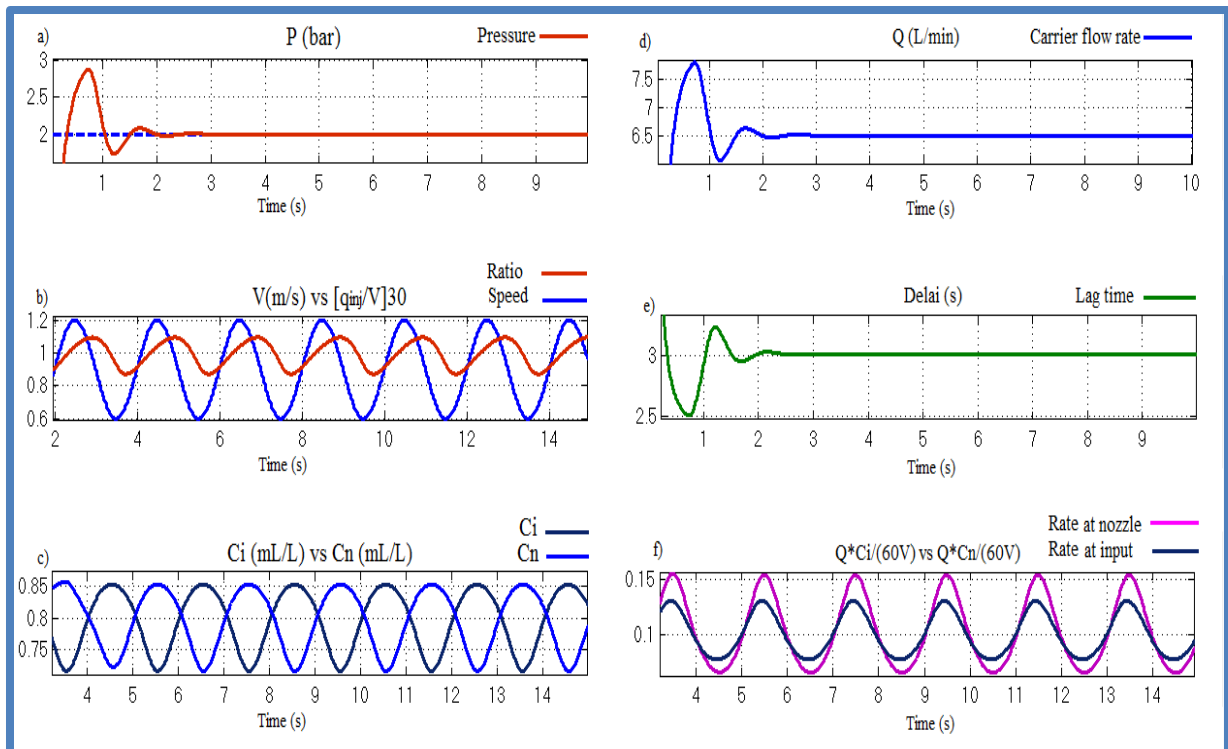 a)
P (bar)
Pressure
3
2.5
2
1 2 3 4 5 6 7 8 9
Time (s)
d)
Q (L/min)
Carrier flow rate
7.5
7
6.5
1 2 3 4 5 6 7 8 9 10
Time (s)
b)
V(m/s) vs [qinj/V]30
Ratio
Speed
1.2
1
0.8
0.6
2 4 6 8 10 12 14
Time (s)
e)
Delai (s)
Lag time
3
2.5
1 2 3 4 5 6 7 8 9
Time (s)
c)
Ci (mL/L) vs Cn (mL/L)
Ci
Cn
0.85
0.8
0.75
4 5 6 7 8 9 10 11 12 13 14
Time (s)
f)
Q*Ci/(60V) vs Q*Cn/(60V)
Rate at nozzle
Rate at input
0.15
0.1
4 5 6 7 8 9 10 11 12 13 14
Time (s)